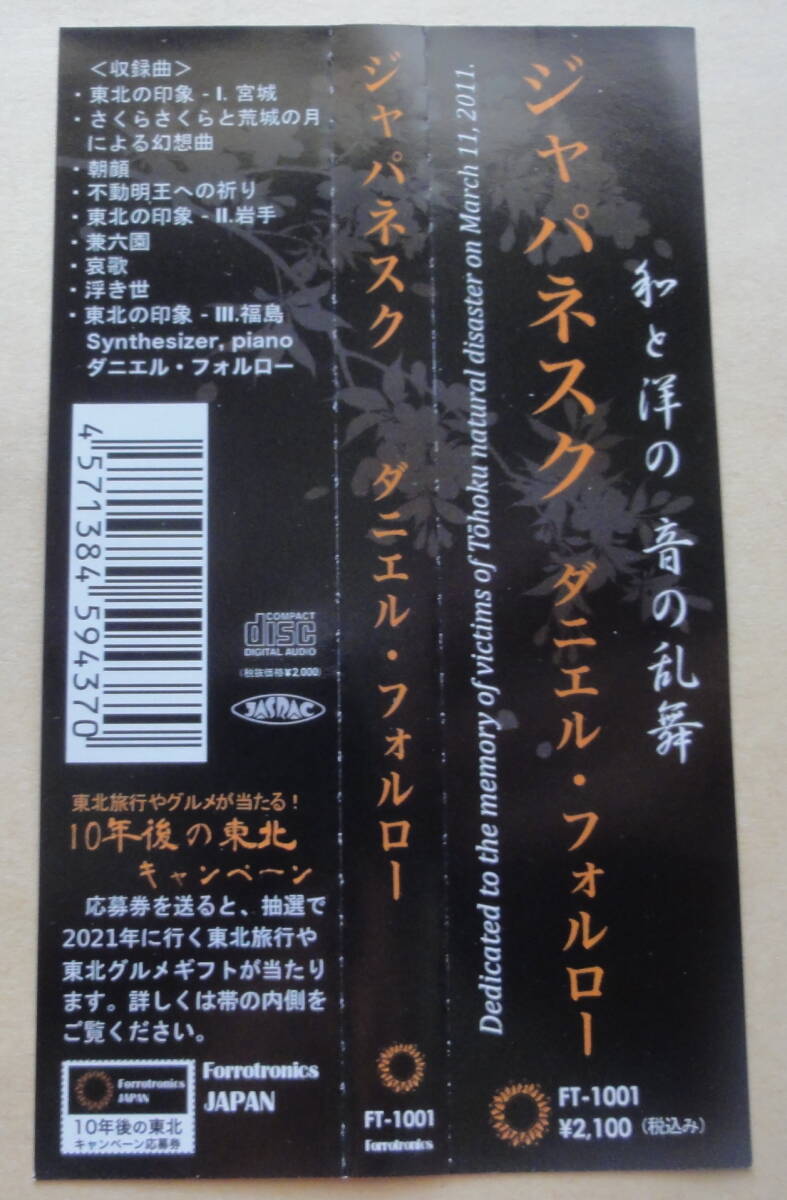 ＜収録曲＞
・東北の印象 - I. 宮城
・さくらさくらと荒城の月
による幻想曲
・朝顔
・不動明王への祈り
・東北の印象 - II.岩手
・兼六園
・哀歌
・浮き世
・東北の印象 - III.福島
Synthesizer, piano
ダニエル・フォルロー
4 571384 594370
COMPACT
disc
DIGITAL AUDIO
(税抜価格¥2,000)
JASRAC
東北旅行やグルメが当たる！
10年後の東北
キャンペーン
応募券を送ると、抽選で
2021年に行く東北旅行や
東北グルメギフトが当たり
ます。詳しくは帯の内側を
ご覧ください。
Forrotronics
JAPAN
10年後の東北
キャンペーン応募券
Forrotronics
JAPAN
ジャパネスク ダニエル・フォルロー
FT-1001
Forrotronics
和と洋の 音の乱舞
ジャパネスク ダニエル・フォルロー
Dedicated to the memory of victims of Tōhoku natural disaster on March 11, 2011.
FT-1001
¥2,100（税込み）